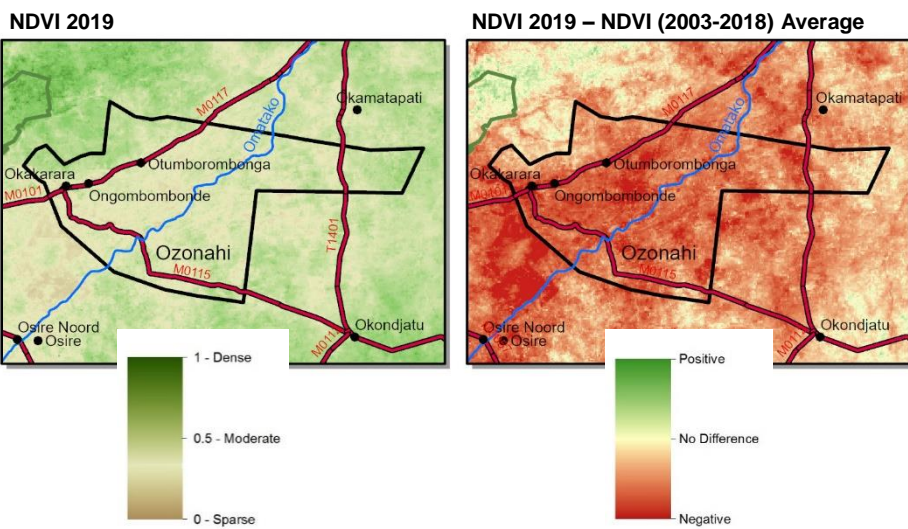 NDVI 2019
NDVI 2019 – NDVI (2003-2018) Average
Okamatapati
M0117
Omatako
Otumborombonga
Okakarara
M0101
Ongombombonde
T1401
Ozonahi
M0115
Osire Noord
Osire
Okondjatu
Okamatapati
M0117
Omatako
Otumborombonga
Okakarara
Ongombombonde
Ozonahi
M0115
Osire Noord
Osire
Okondjatu
1 - Dense
0.5 - Moderate
0 - Sparse
Positive
No Difference
Negative